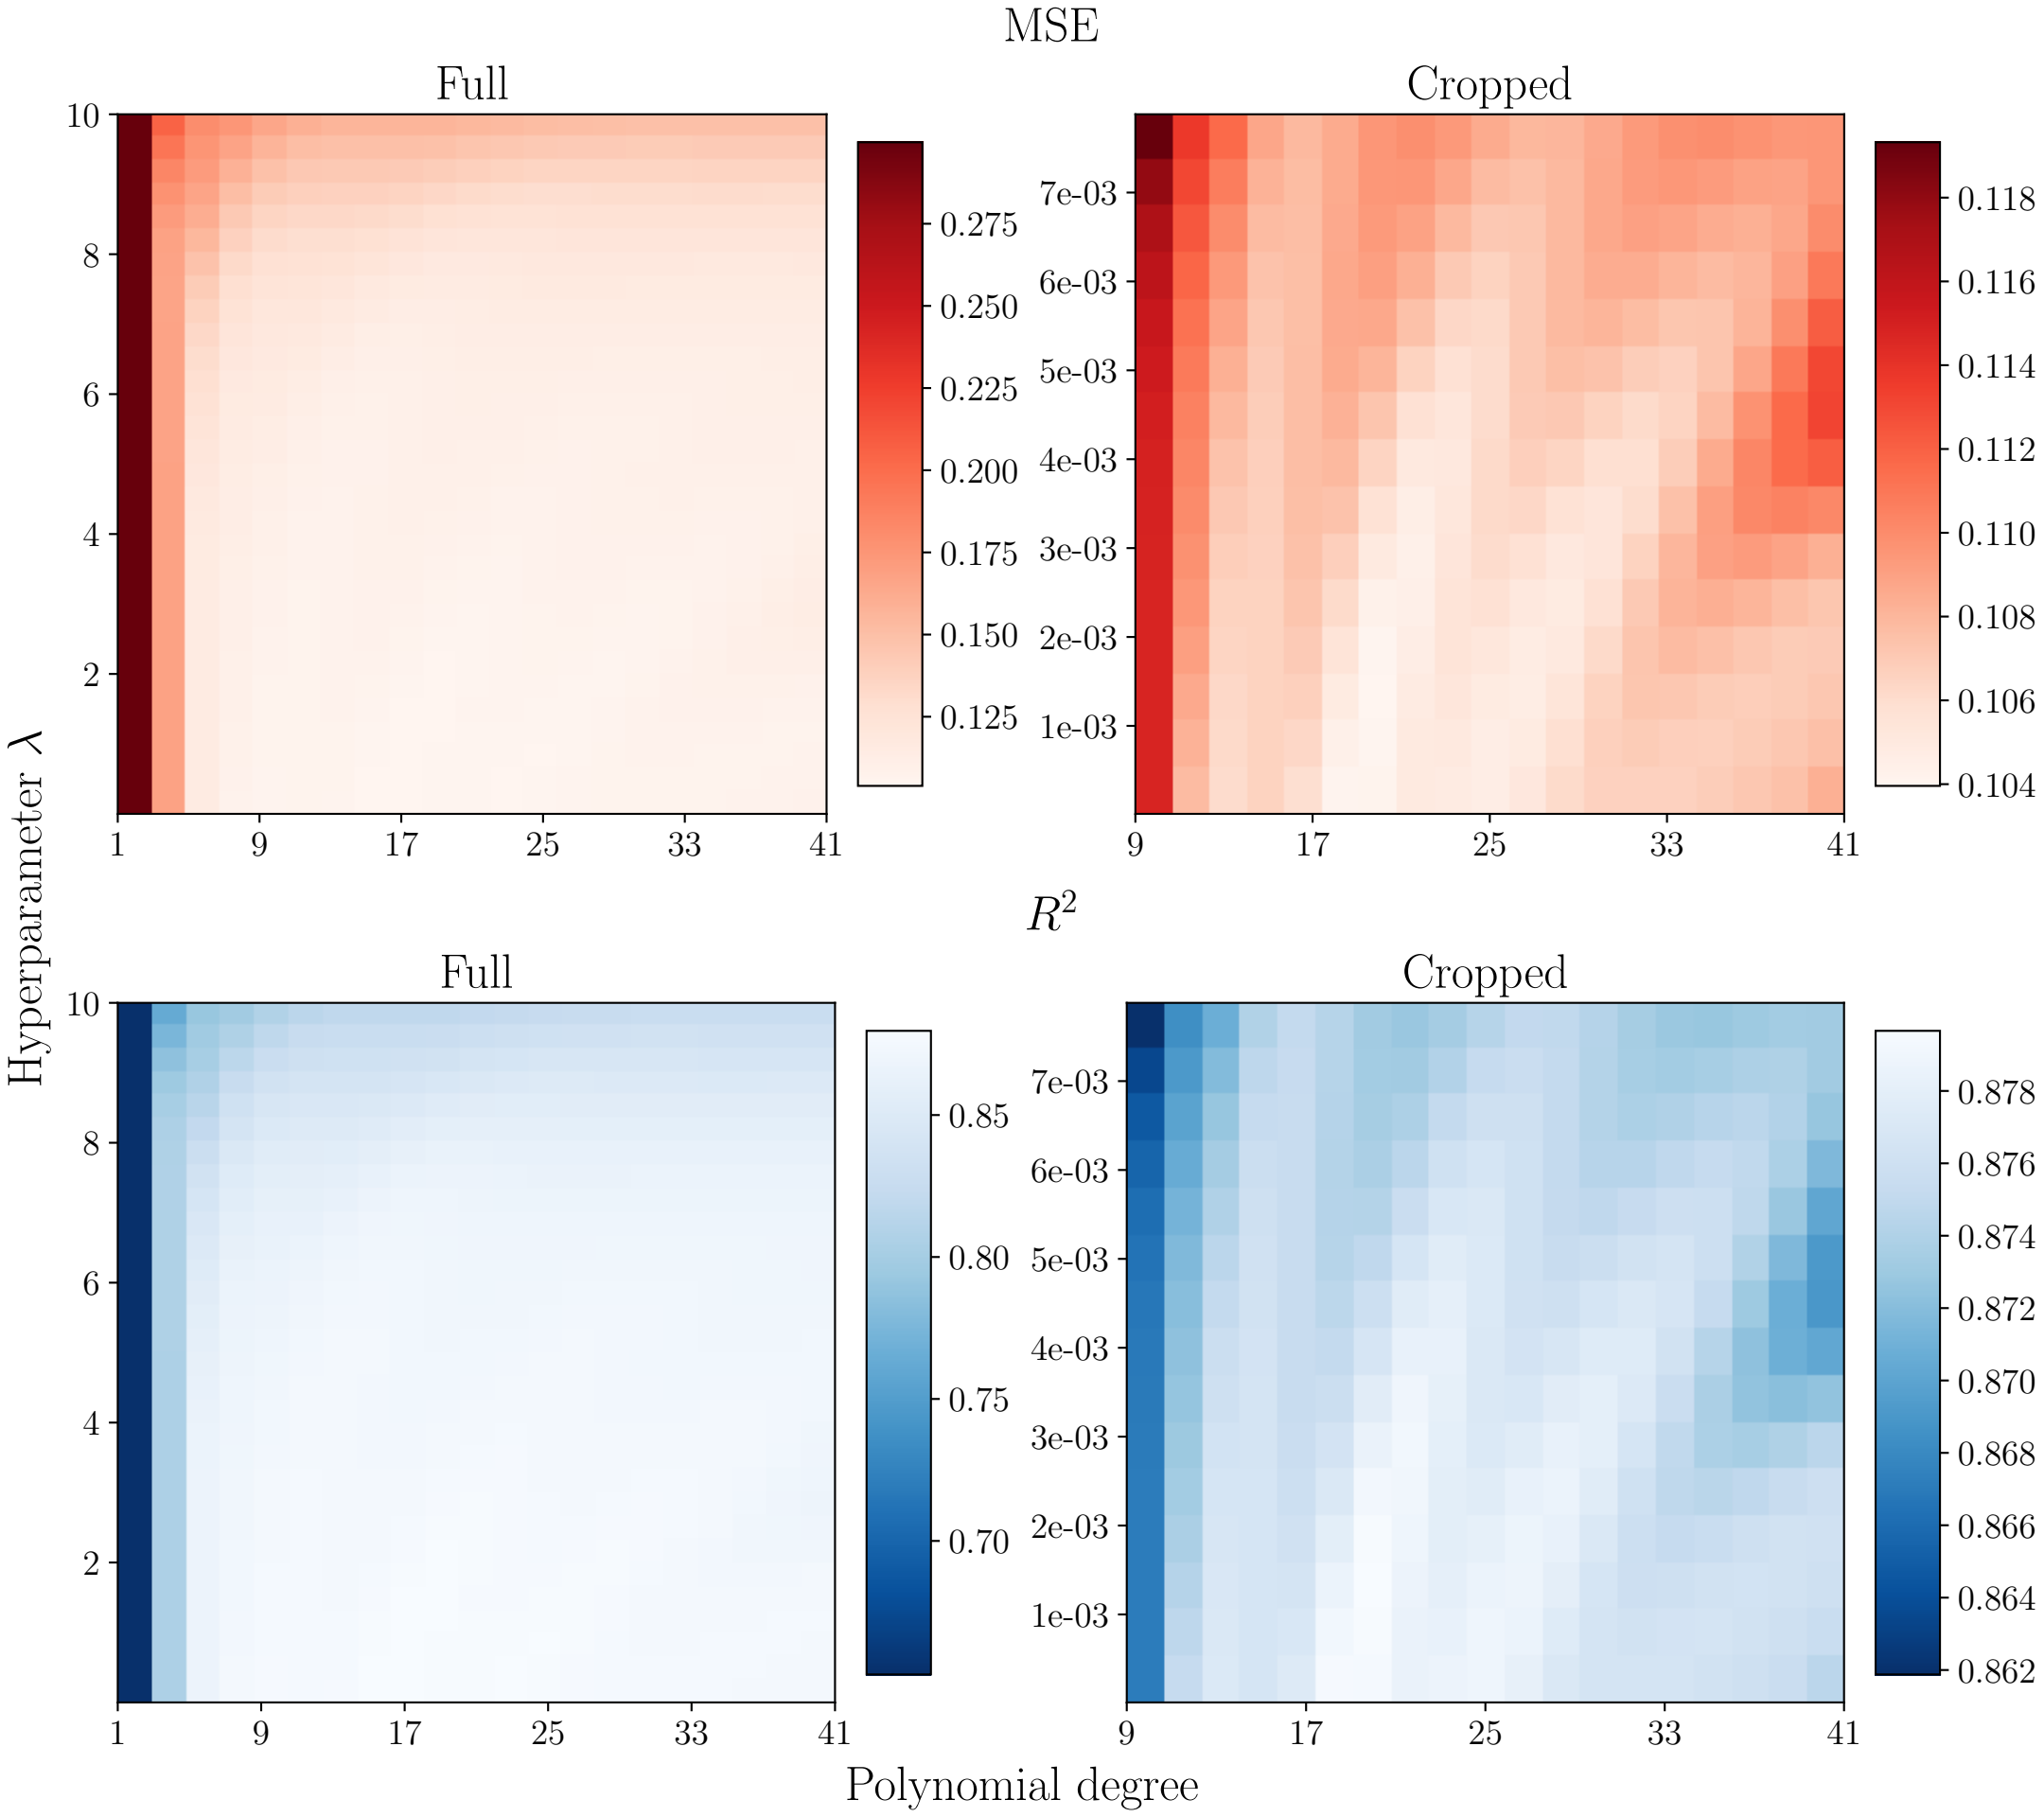 MSE
Full
Cropped
10
8
6
4
2
1 9 17 25 33 41
0.275
0.250
0.225
0.200
0.175
0.150
0.125
7e-03
6e-03
5e-03
4e-03
3e-03
2e-03
1e-03
9 17 25 33 41
0.118
0.116
0.114
0.112
0.110
0.108
0.106
0.104
Hyperparameter λ
R²
Full
Cropped
10
8
6
4
2
1 9 17 25 33 41
0.85
0.80
0.75
0.70
7e-03
6e-03
5e-03
4e-03
3e-03
2e-03
1e-03
9 17 25 33 41
0.878
0.876
0.874
0.872
0.870
0.868
0.866
0.864
0.862
Polynomial degree